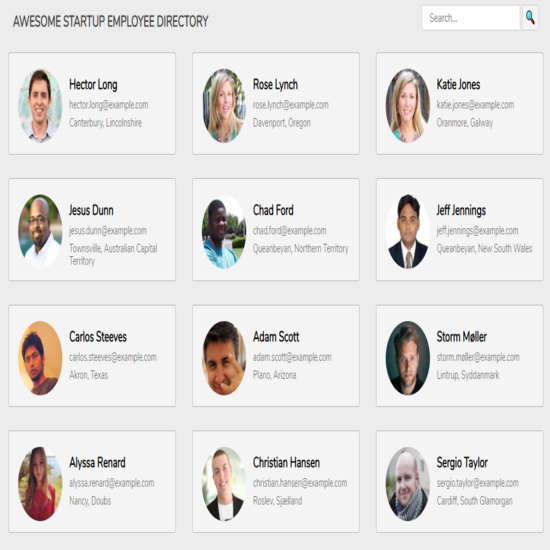 AWESOME STARTUP EMPLOYEE DIRECTORY
Search...
Hector Long
hector.long@example.com
Canterbury, Lincolnshire
Rose Lynch
rose.lynch@example.com
Davenport, Oregon
Katie Jones
katie.jones@example.com
Oranmore, Galway
Jesus Dunn
jesus.dunn@example.com
Townsville, Australian Capital
Territory
Chad Ford
chad.ford@example.com
Queanbeyan, Northern Territory
Jeff Jennings
jeff.jennings@example.com
Queanbeyan, New South Wales
Carlos Steeves
carlos.steeves@example.com
Akron, Texas
Adam Scott
adam.scott@example.com
Plano, Arizona
Storm Møller
storm.møller@example.com
Lintrup, Syddanmark
Alyssa Renard
alyssa.renard@example.com
Nancy, Doubs
Christian Hansen
christian.hansen@example.com
Roslev, Sjælland
Sergio Taylor
sergio.taylor@example.com
Cardiff, South Glamorgan